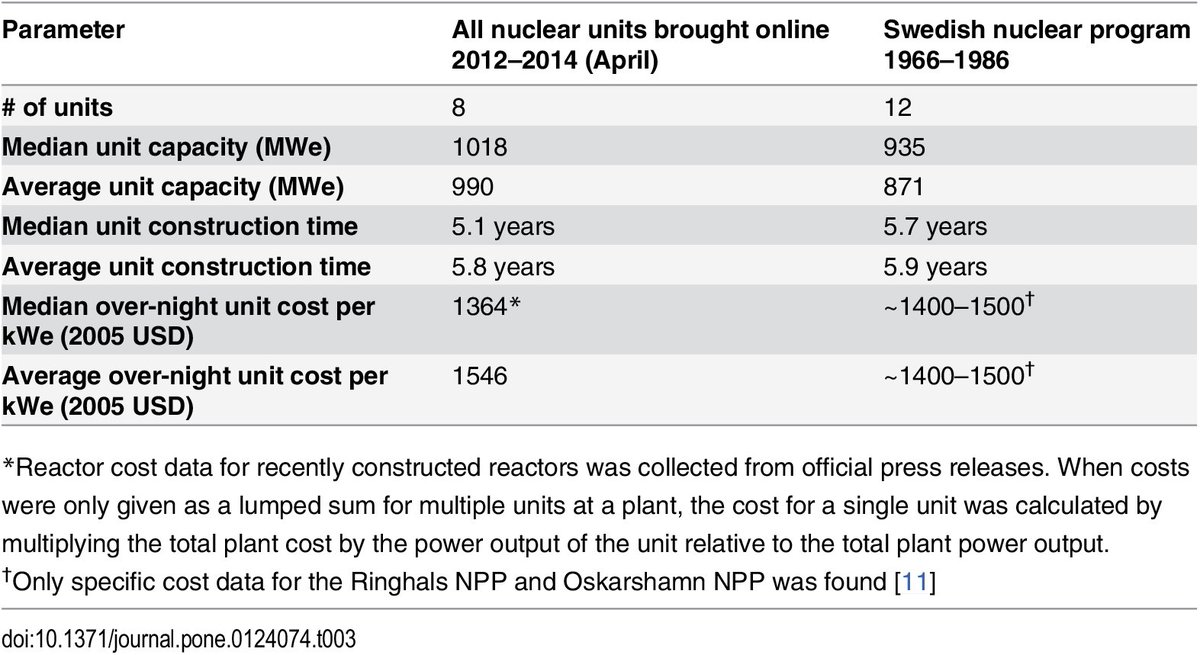 Parameter All nuclear units brought online 2012–2014 (April) Swedish nuclear program 1966–1986
# of units 8 12
Median unit capacity (MWe) 1018 935
Average unit capacity (MWe) 990 871
Median unit construction time 5.1 years 5.7 years
Average unit construction time 5.8 years 5.9 years
Median over-night unit cost per kWe (2005 USD) 1364* ~1400–1500†
Average over-night unit cost per kWe (2005 USD) 1546 ~1400–1500†
*Reactor cost data for recently constructed reactors was collected from official press releases. When costs
were only given as a lumped sum for multiple units at a plant, the cost for a single unit was calculated by
multiplying the total plant cost by the power output of the unit relative to the total plant power output.
†Only specific cost data for the Ringhals NPP and Oskarshamn NPP was found [11]
doi:10.1371/journal.pone.0124074.t003